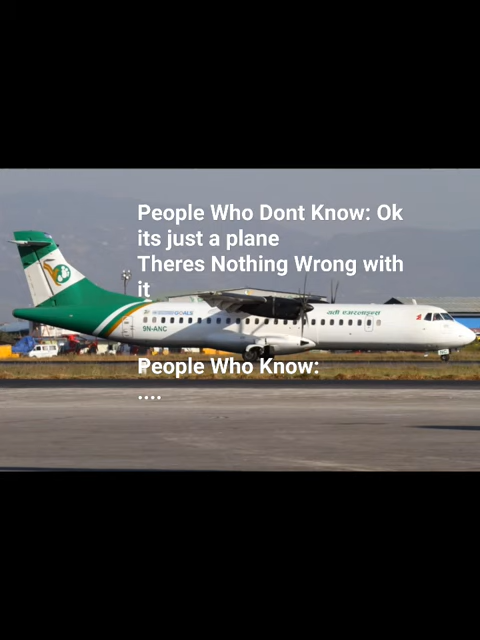 People Who Dont Know: Ok
its just a plane
Theres Nothing Wrong with
it
9N-ANC
People Who Know:
....